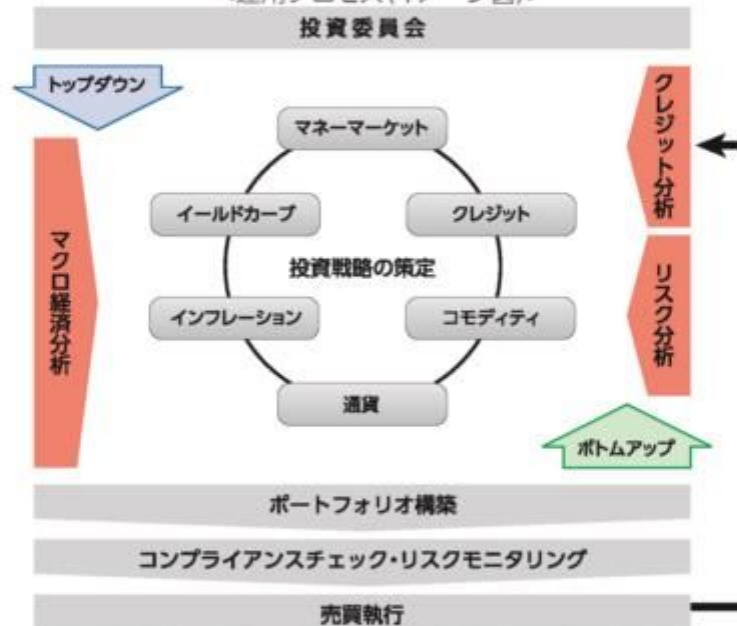 投資委員会
トップダウン
マネーマーケット
イールドカーブ
クレジット
投資戦略の策定
インフレーション
コモディティ
通貨
マクロ経済分析
クレジット分析
リスク分析
ボトムアップ
ポートフォリオ構築
コンプライアンスチェック・リスクモニタリング
売買執行